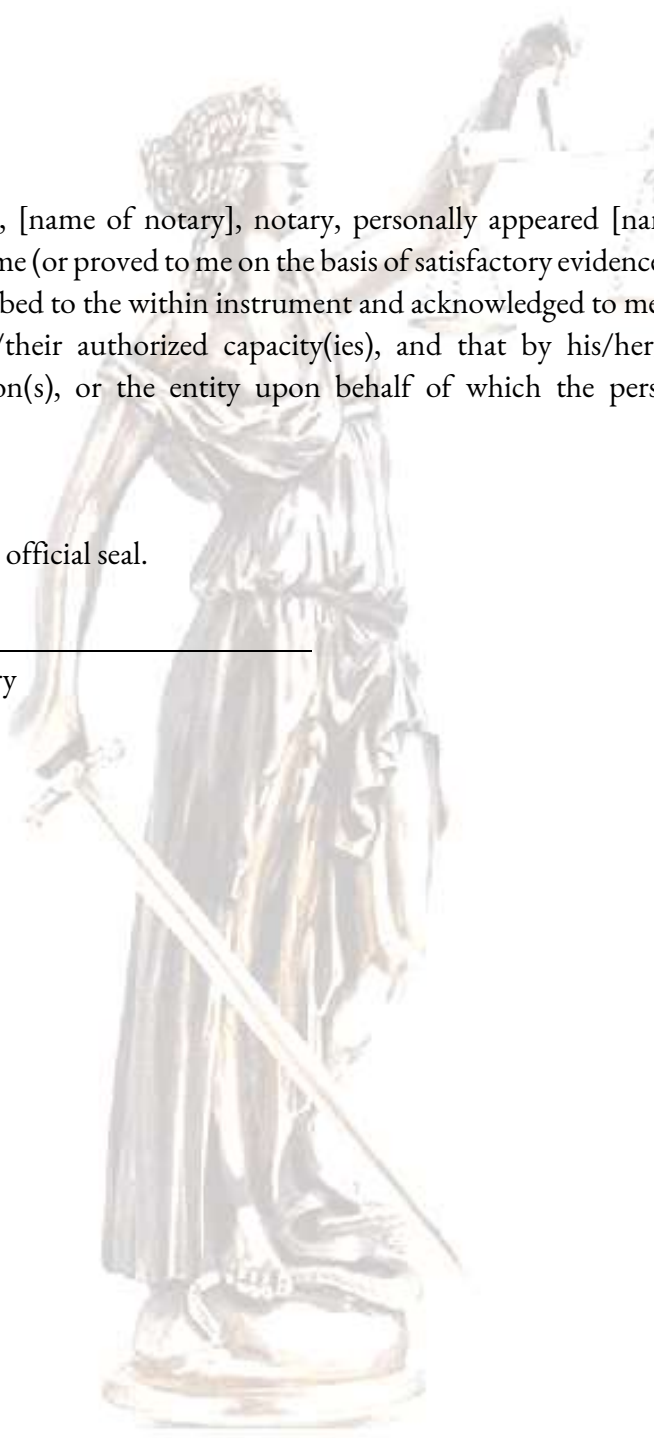 , [name of notary], notary, personally appeared [nar
me (or proved to me on the basis of satisfactory evidence
bed to the within instrument and acknowledged to me
/their authorized capacity(ies), and that by his/her
on(s), or the entity upon behalf of which the pers
official seal.
ry